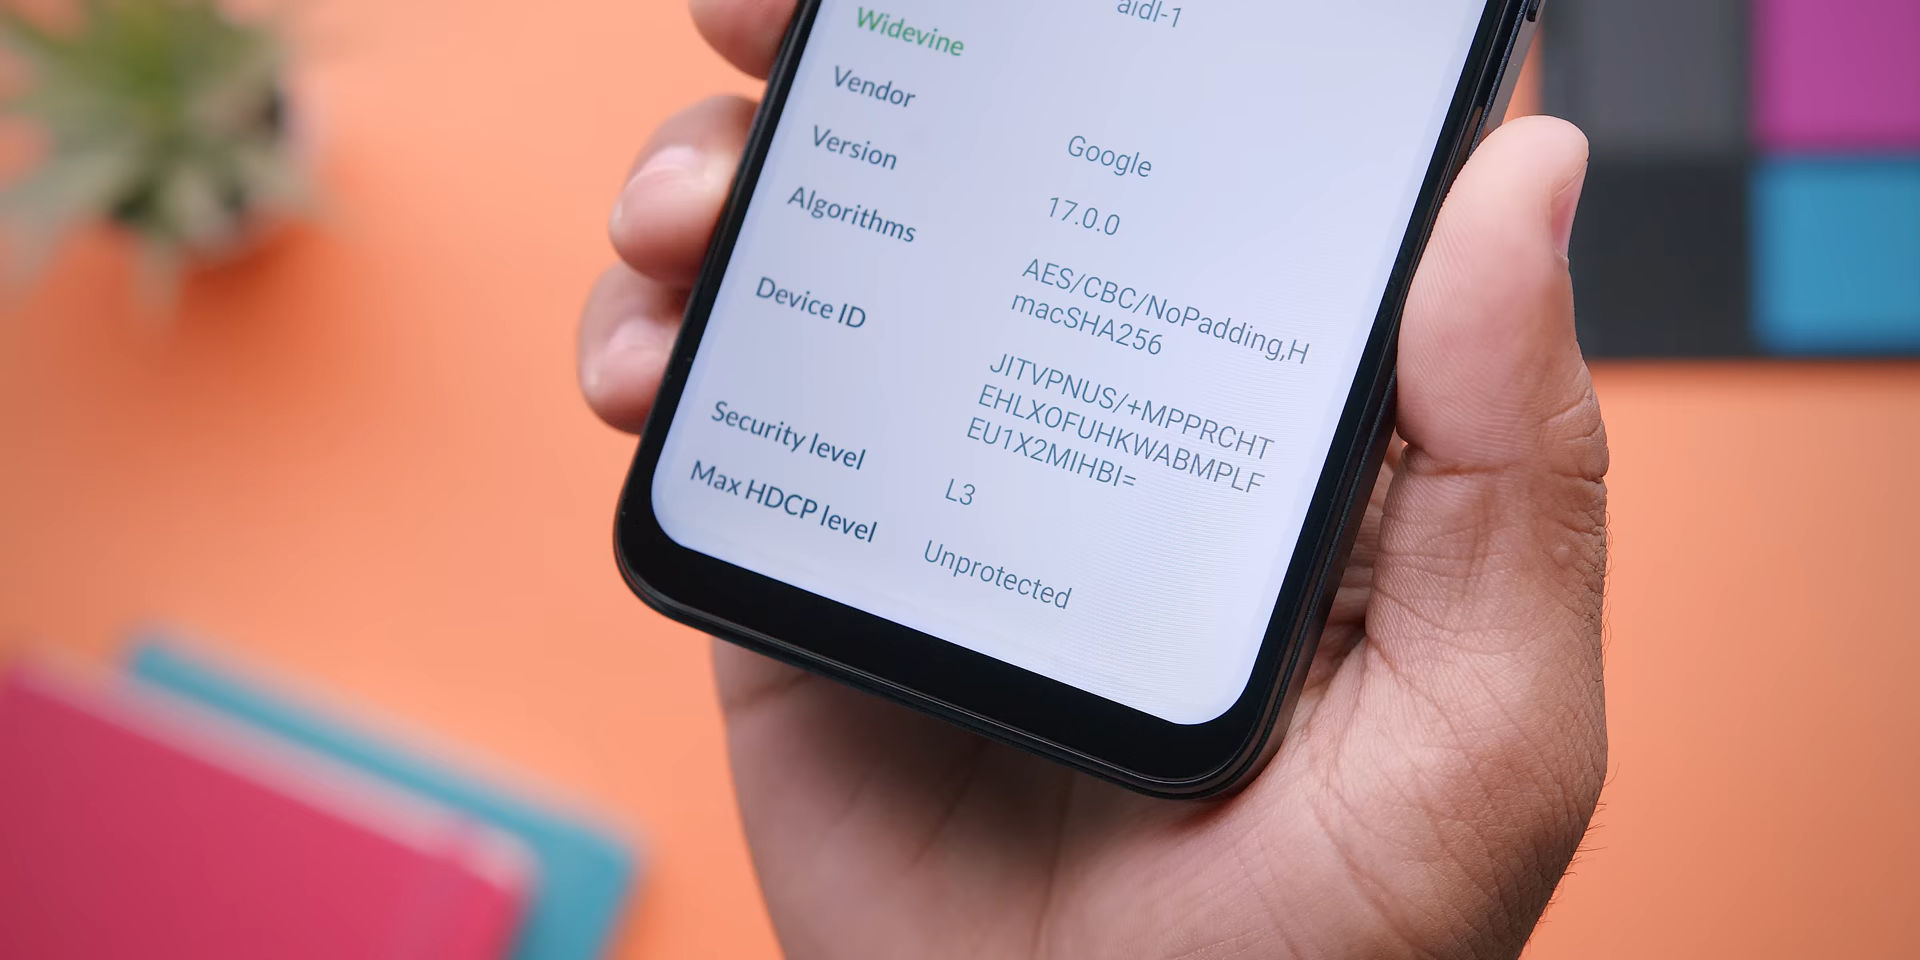 aidl-1
Widevine
Vendor Google
Version 17.0.0
Algorithms AES/CBC/NoPadding,H
macSHA256
Device ID JITVPNUS/+MPPRCHT
EHLXOFUHKWABMPLF
EU1X2MIHBI=
Security level L3
Max HDCP level Unprotected